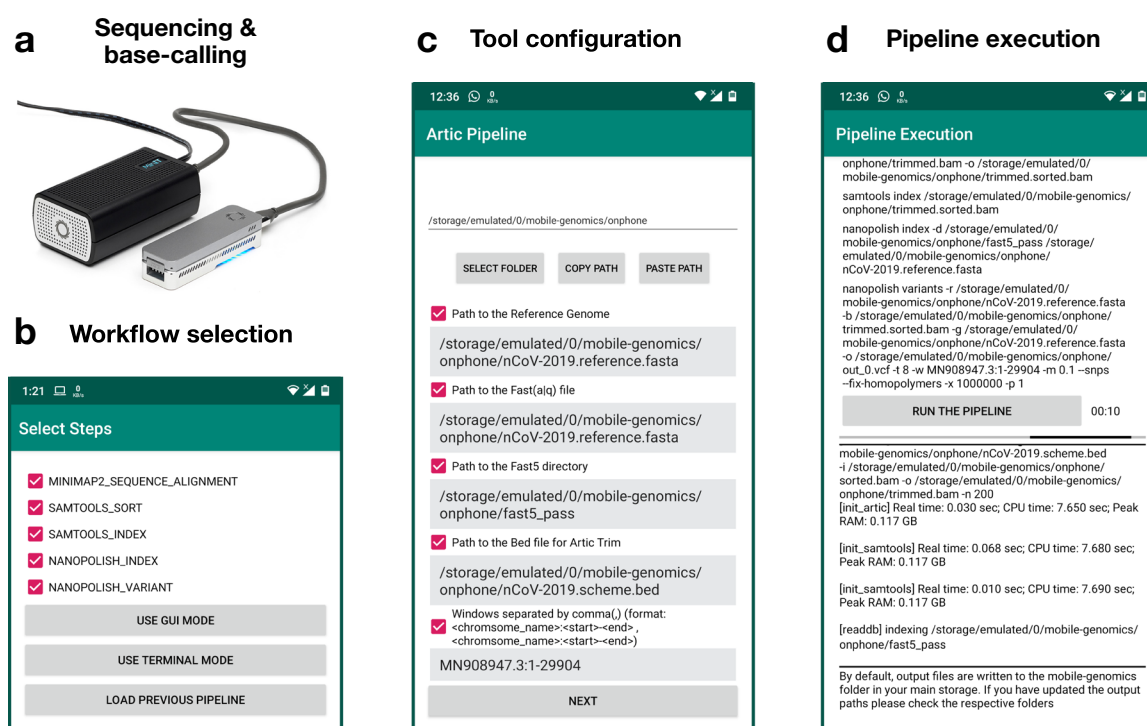 a
Sequencing &
base-calling
b
Workflow selection
1:21
0
KB/s
Select Steps
MINIMAP2_SEQUENCE_ALIGNMENT
SAMTOOLS_SORT
SAMTOOLS_INDEX
NANOPOLISH_INDEX
NANOPOLISH_VARIANT
USE GUI MODE
USE TERMINAL MODE
LOAD PREVIOUS PIPELINE
c
Tool configuration
12:36
0
KB/s
Artic Pipeline
/storage/emulated/0/mobile-genomics/onphone
SELECT FOLDER
COPY PATH
PASTE PATH
Path to the Reference Genome
/storage/emulated/0/mobile-genomics/
onphone/nCoV-2019.reference.fasta
Path to the Fast(a|q) file
/storage/emulated/0/mobile-genomics/
onphone/nCoV-2019.reference.fasta
Path to the Fast5 directory
/storage/emulated/0/mobile-genomics/
onphone/fast5_pass
Path to the Bed file for Artic Trim
/storage/emulated/0/mobile-genomics/
onphone/nCoV-2019.scheme.bed
Windows separated by comma(,) (format:
<chromsome_name>:<start>-<end> ,
<chromsome_name>:<start>-<end>)
MN908947.3:1-29904
NEXT
d
Pipeline execution
12:36
0
KB/s
Pipeline Execution
onphone/trimmed.bam -o /storage/emulated/0/
mobile-genomics/onphone/trimmed.sorted.bam
samtools index /storage/emulated/0/mobile-genomics/
onphone/trimmed.sorted.bam
nanopolish index -d /storage/emulated/0/
mobile-genomics/onphone/fast5_pass /storage/
emulated/0/mobile-genomics/onphone/
nCoV-2019.reference.fasta
nanopolish variants -r /storage/emulated/0/
mobile-genomics/onphone/nCoV-2019.reference.fasta
-b /storage/emulated/0/mobile-genomics/onphone/
trimmed.sorted.bam -g /storage/emulated/0/
mobile-genomics/onphone/nCoV-2019.reference.fasta
-o /storage/emulated/0/mobile-genomics/onphone/
out_0.vcf -t 8 -w MN908947.3:1-29904 -m 0.1 --snps
--fix-homopolymers -x 1000000 -p 1
RUN THE PIPELINE
00:10
mobile-genomics/onphone/nCoV-2019.scheme.bed
-i /storage/emulated/0/mobile-genomics/onphone/
sorted.bam -o /storage/emulated/0/mobile-genomics/
onphone/trimmed.bam -n 200
[init_artic] Real time: 0.030 sec; CPU time: 7.650 sec; Peak
RAM: 0.117 GB
[init_samtools] Real time: 0.068 sec; CPU time: 7.680 sec;
Peak RAM: 0.117 GB
[init_samtools] Real time: 0.010 sec; CPU time: 7.690 sec;
Peak RAM: 0.117 GB
[readdb] indexing /storage/emulated/0/mobile-genomics/
onphone/fast5_pass
By default, output files are written to the mobile-genomics
folder in your main storage. If you have updated the output
paths please check the respective folders